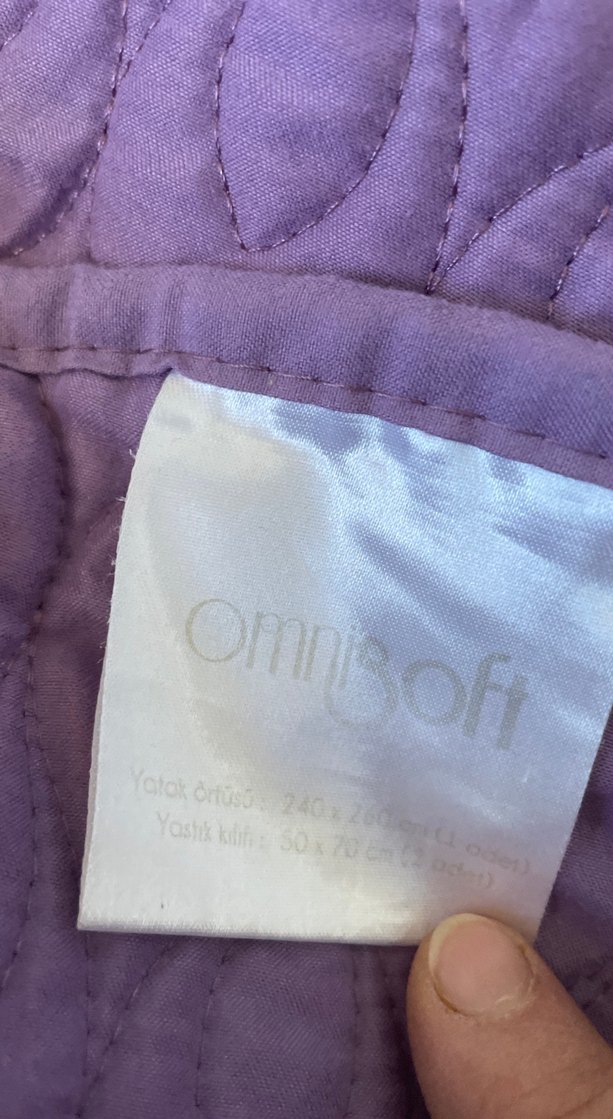 omnisoft
Yatak örtüsü : 240 x 260 cm (1 adet)
Yastık kılıfı : 50 x 70 cm (2 adet)